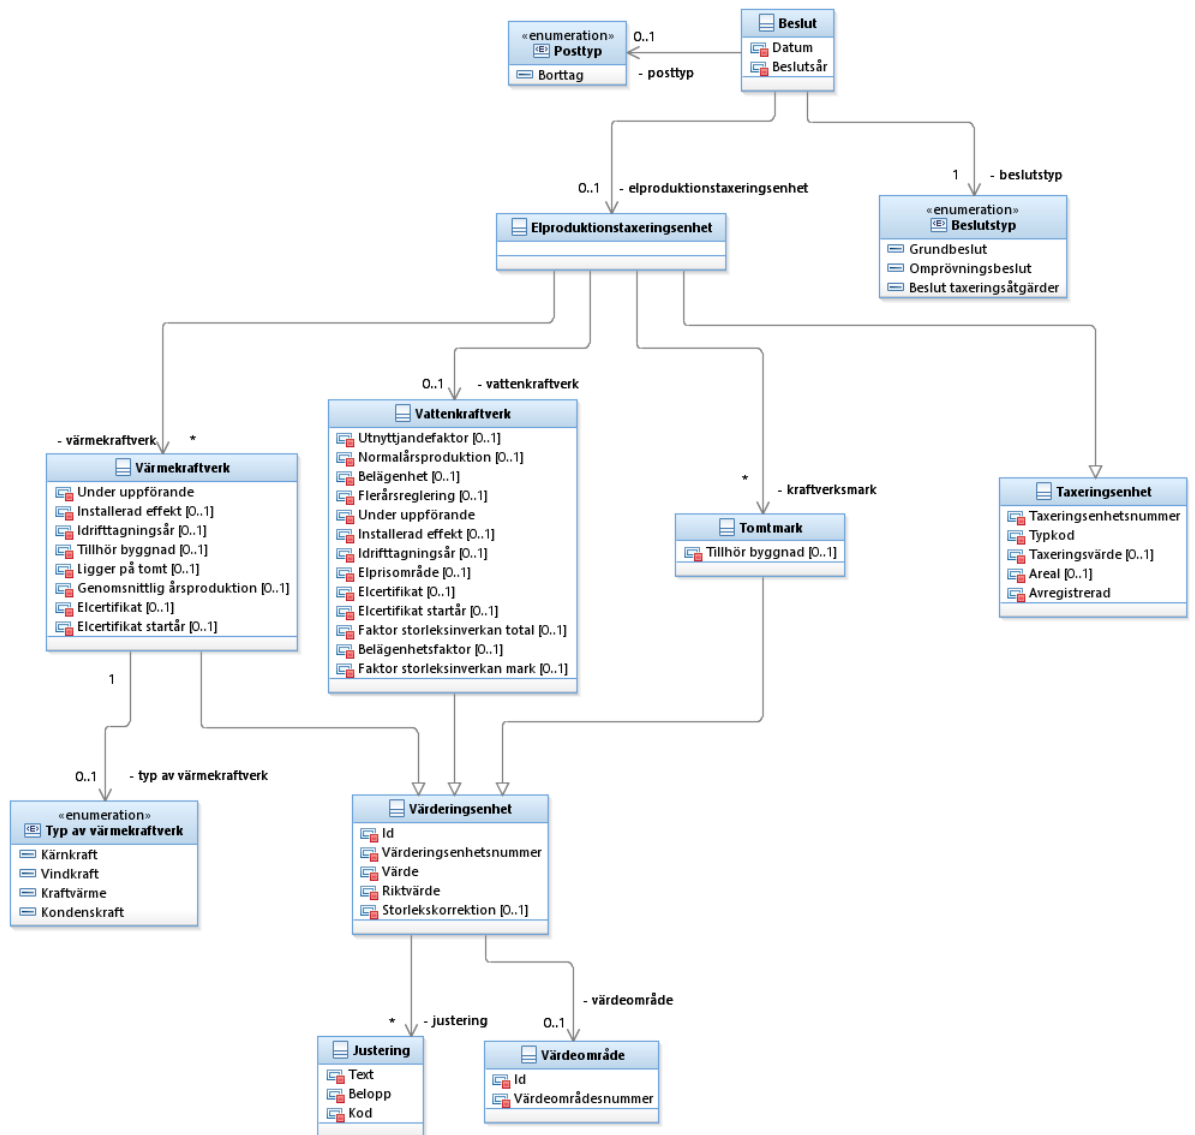 «enumeration»
Posttyp
Borttag
0..1
- posttyp
Beslut
Datum
Beslutsår
0..1
- elproduktionstaxeringsenhet
1
- beslutstyp
Elproduktionstaxeringsenhet
«enumeration»
Beslutstyp
Grundbeslut
Omprövningsbeslut
Beslut taxeringsåtgärder
- värmekraftverk
*
Värmekraftverk
Under uppförande
Installerad effekt [0..1]
Idrifttagningsår [0..1]
Tillhör byggnad [0..1]
Ligger på tomt [0..1]
Genomsnittlig årsproduktion [0..1]
Elcertifikat [0..1]
Elcertifikat startår [0..1]
0..1
- vattenkraftverk
Vattenkraftverk
Utnyttjandefaktor [0..1]
Normalårsproduktion [0..1]
Belägenhet [0..1]
Flerårsreglering [0..1]
Under uppförande
Installerad effekt [0..1]
Idrifttagningsår [0..1]
Elprisområde [0..1]
Elcertifikat [0..1]
Elcertifikat startår [0..1]
Faktor storleksinverkan total [0..1]
Belägenhetsfaktor [0..1]
Faktor storleksinverkan mark [0..1]
*
- kraftverksmark
Tomtmark
Tillhör byggnad [0..1]
Taxeringsenhet
Taxeringsenhetsnummer
Typkod
Taxeringsvärde [0..1]
Areal [0..1]
Avregistrerad
1
0..1
- typ av värmekraftverk
«enumeration»
Typ av värmekraftverk
Kärnkraft
Vindkraft
Kraftvärme
Kondenskraft
Värderingsenhet
Id
Värderingsenhetsnummer
Värde
Riktvärde
Storlekskorrektion [0..1]
*
- justering
0..1
- värdeområde
Justering
Text
Belopp
Kod
Värdeområde
Id
Värdeområdesnummer